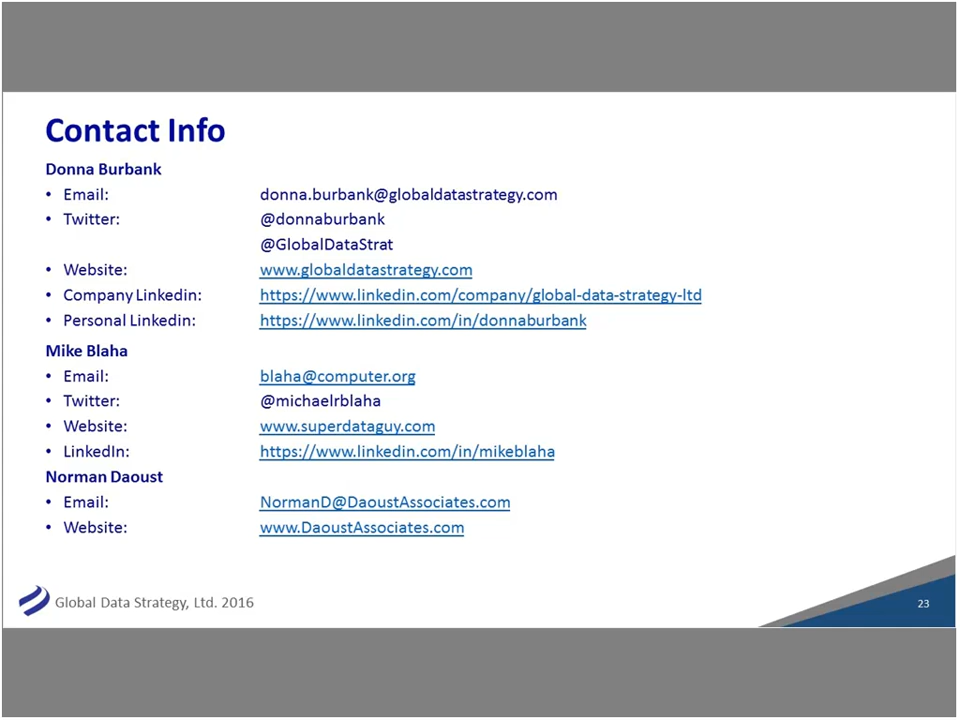 Contact Info
Donna Burbank
• Email: donna.burbank@globaldatastrategy.com
• Twitter: @donnaburbank
@GlobalDataStrat
• Website: www.globaldatastrategy.com
• Company Linkedin: https://www.linkedin.com/company/global-data-strategy-ltd
• Personal Linkedin: https://www.linkedin.com/in/donnaburbank
Mike Blaha
• Email: blaha@computer.org
• Twitter: @michaelrblaha
• Website: www.superdataguy.com
• LinkedIn: https://www.linkedin.com/in/mikeblaha
Norman Daoust
• Email: NormanD@DaoustAssociates.com
• Website: www.DaoustAssociates.com
Global Data Strategy, Ltd. 2016
23